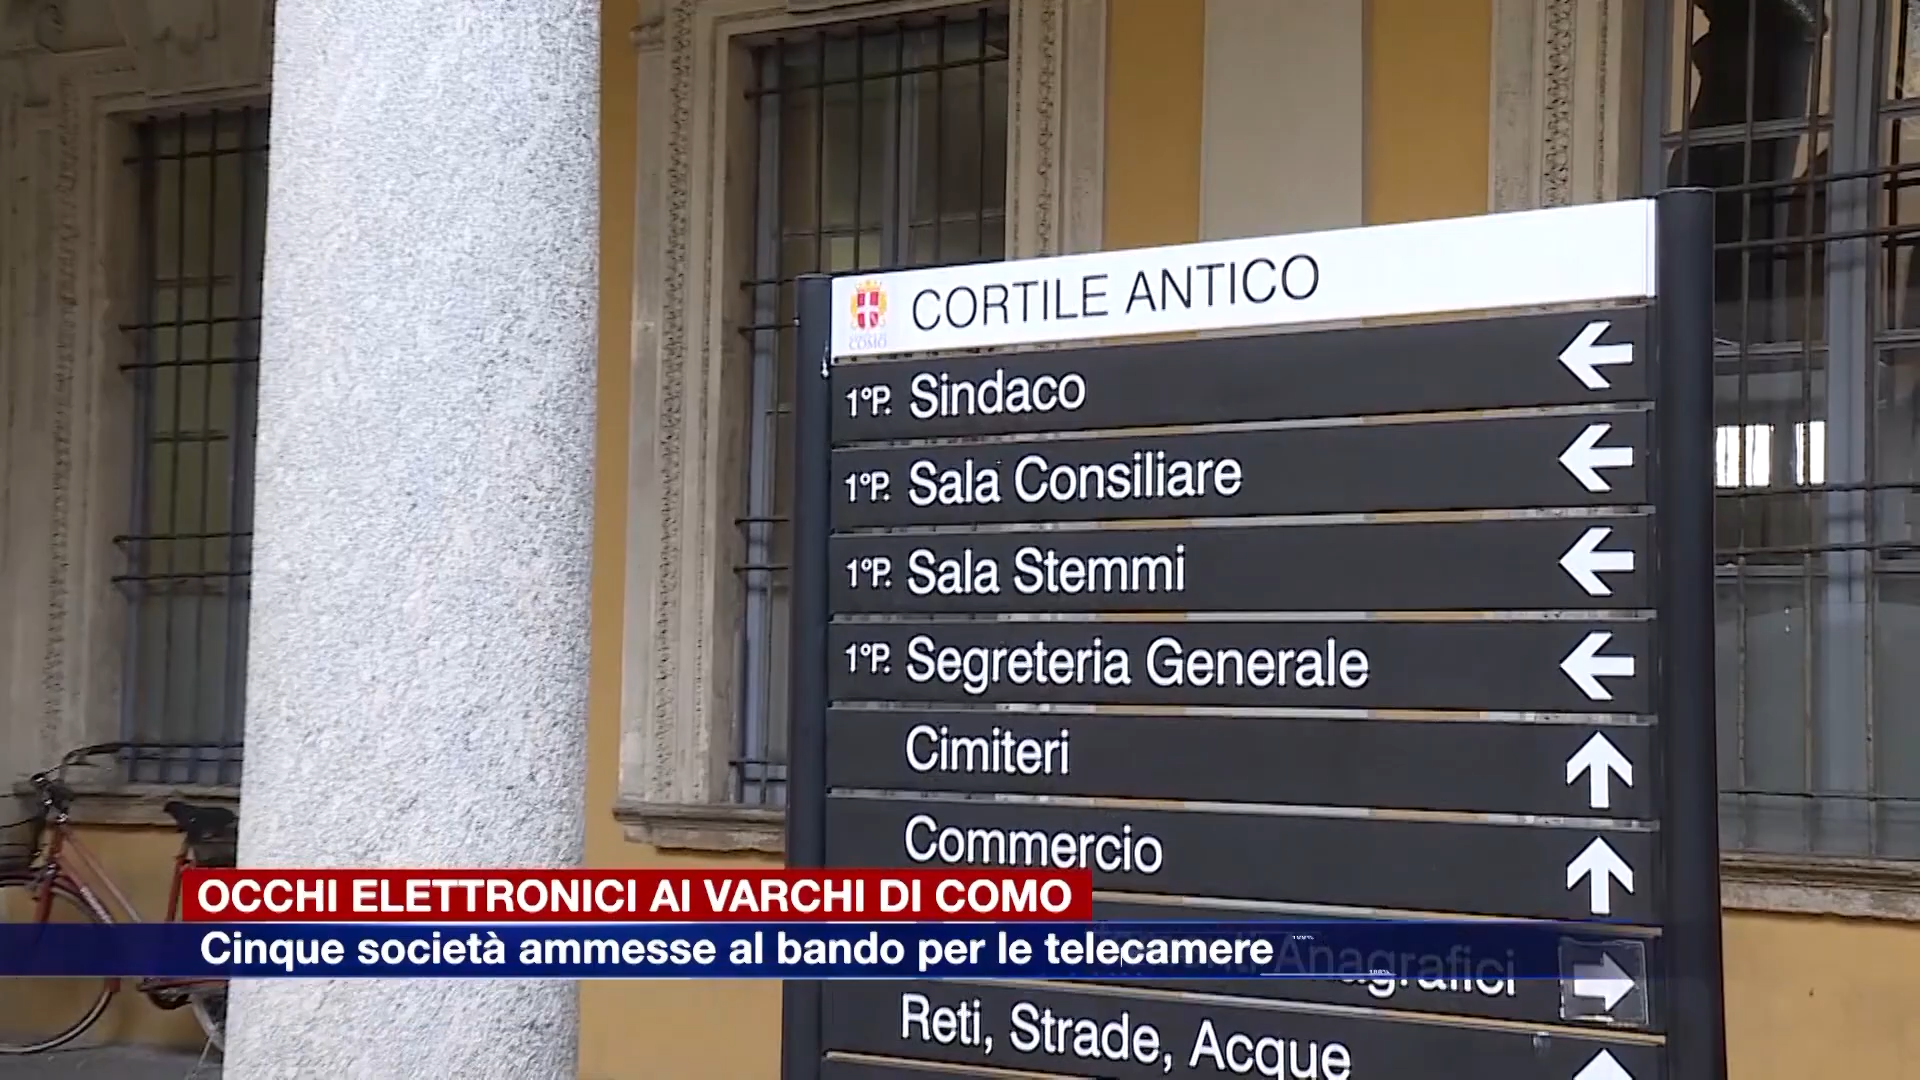 CORTILE ANTICO
COMO
1°P. Sindaco
1°P. Sala Consiliare
1°P. Sala Stemmi
1°P. Segreteria Generale
Cimiteri
Commercio
OCCHI ELETTRONICI AI VARCHI DI COMO
Cinque società ammesse al bando per le telecamere
Anagrafici
Reti, Strade, Acque